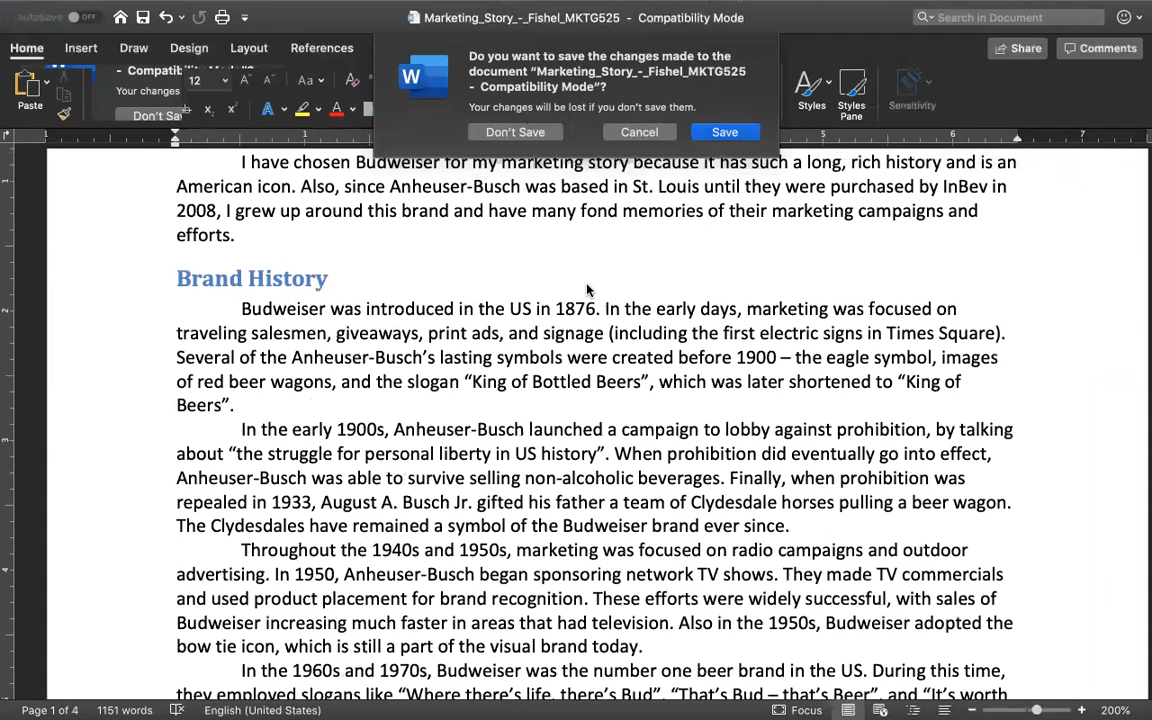 AutoSave OFF
Marketing_Story_-_Fishel_MKTG525 - Compatibility Mode
Search in Document
Home Insert Draw Design Layout References
Share Comments
Do you want to save the changes made to the
document “Marketing_Story_-_Fishel_MKTG525
- Compatibility Mode”?
Your changes will be lost if you don’t save them.
Don’t Save Cancel Save
Paste
Your changes
Don’t Sa
12
Aa
Styles
Styles
Pane
Sensitivity
1 1 5 6 7
I have chosen Budweiser for my marketing story because it has such a long, rich history and is an
American icon. Also, since Anheuser-Busch was based in St. Louis until they were purchased by InBev in
2008, I grew up around this brand and have many fond memories of their marketing campaigns and
efforts.
Brand History
Budweiser was introduced in the US in 1876. In the early days, marketing was focused on
traveling salesmen, giveaways, print ads, and signage (including the first electric signs in Times Square).
Several of the Anheuser-Busch’s lasting symbols were created before 1900 – the eagle symbol, images
of red beer wagons, and the slogan “King of Bottled Beers”, which was later shortened to “King of
Beers”.
In the early 1900s, Anheuser-Busch launched a campaign to lobby against prohibition, by talking
about “the struggle for personal liberty in US history”. When prohibition did eventually go into effect,
Anheuser-Busch was able to survive selling non-alcoholic beverages. Finally, when prohibition was
repealed in 1933, August A. Busch Jr. gifted his father a team of Clydesdale horses pulling a beer wagon.
The Clydesdales have remained a symbol of the Budweiser brand ever since.
Throughout the 1940s and 1950s, marketing was focused on radio campaigns and outdoor
advertising. In 1950, Anheuser-Busch began sponsoring network TV shows. They made TV commercials
and used product placement for brand recognition. These efforts were widely successful, with sales of
Budweiser increasing much faster in areas that had television. Also in the 1950s, Budweiser adopted the
bow tie icon, which is still a part of the visual brand today.
In the 1960s and 1970s, Budweiser was the number one beer brand in the US. During this time,
they employed slogans like “Where there’s life, there’s Bud”, “That’s Bud – that’s Beer”, and “It’s worth
Page 1 of 4 1151 words English (United States) Focus 200%